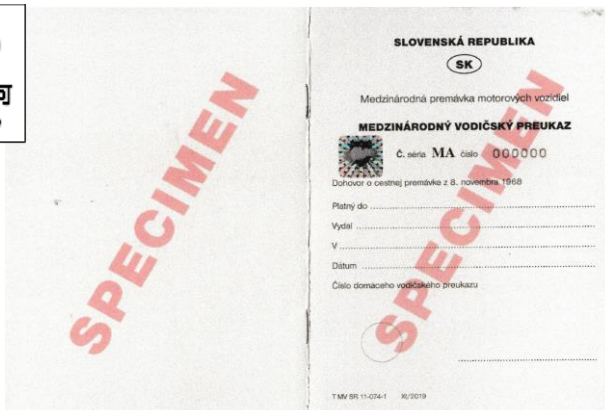 SPECIMEN
SLOVENSKÁ REPUBLIKA
SK
Medzinárodná premávka motorových vozidiel
MEDZINÁRODNÝ VODIČSKÝ PREUKAZ
Č. séria MA číslo 000000
Dohovor o cestnej premávke z 8. novembra 1968
Platný do
Vydal
V
Dátum
Číslo domáceho vodičského preukazu
SPECIMEN
T MV SR 11-074-1 XI/2019